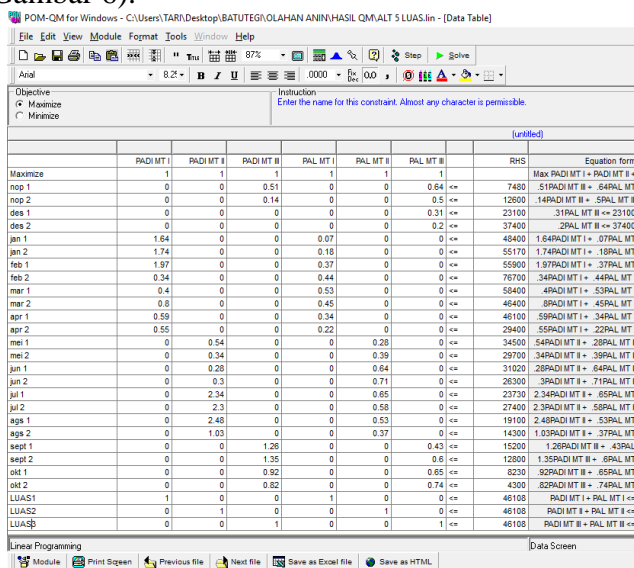 Gambar 6).
POM-QM for Windows - C:\Users\TARI\Desktop\BATUTEGI\OLAHAN ANIN\HASIL QM\ALT 5 LUAS.lin - [Data Table]
File Edit View Module Format Tools Window Help
87% Step Solve
Arial 8.2 B I U .0000 Fix Dec 0.0 ,
Objective
Maximize
Minimize
Instruction
Enter the name for this constraint. Almost any character is permissible.
(untitled)
PADI MT I PADI MT II PADI MT III PAL MT I PAL MT II PAL MT III RHS Equation form
Maximize 1 1 1 1 1 1 Max PADI MT I + PADI MT II +
nop 1 0 0 0.51 0 0 0.64 <= 7480 .51PADI MT III + .64PAL MT
nop 2 0 0 0.14 0 0 0.5 <= 12600 .14PADI MT III + .5PAL MT II
des 1 0 0 0 0 0 0.31 <= 23100 .31PAL MT III <= 23100
des 2 0 0 0 0 0 0.2 <= 37400 .2PAL MT III <= 37400
jan 1 1.64 0 0 0.07 0 0 <= 48400 1.64PADI MT I + .07PAL MT
jan 2 1.74 0 0 0.18 0 0 <= 55170 1.74PADI MT I + .18PAL MT
feb 1 1.97 0 0 0.37 0 0 <= 55900 1.97PADI MT I + .37PAL MT
feb 2 0.34 0 0 0.44 0 0 <= 76700 .34PADI MT I + .44PAL MT
mar 1 0.4 0 0 0.53 0 0 <= 58400 .4PADI MT I + .53PAL MT
mar 2 0.8 0 0 0.45 0 0 <= 46400 .8PADI MT I + .45PAL MT
apr 1 0.59 0 0 0.34 0 0 <= 46100 .59PADI MT I + .34PAL MT
apr 2 0.55 0 0 0.22 0 0 <= 29400 .55PADI MT I + .22PAL MT
mei 1 0 0.54 0 0 0.28 0 <= 34500 .54PADI MT II + .28PAL MT
mei 2 0 0.34 0 0 0.39 0 <= 29700 .34PADI MT II + .39PAL MT
jun 1 0 0.28 0 0 0.64 0 <= 31020 .28PADI MT II + .64PAL MT
jun 2 0 0.3 0 0 0.71 0 <= 26300 .3PADI MT II + .71PAL MT
jul 1 0 2.34 0 0 0.65 0 <= 23730 2.34PADI MT II + .65PAL MT
jul 2 0 2.3 0 0 0.58 0 <= 27400 2.3PADI MT II + .58PAL MT
ags 1 0 2.48 0 0 0.53 0 <= 19100 2.48PADI MT II + .53PAL MT
ags 2 0 1.03 0 0 0.37 0 <= 14300 1.03PADI MT II + .37PAL MT
sept 1 0 0 1.26 0 0 0.43 <= 15200 1.26PADI MT III + .43PAL
sept 2 0 0 1.35 0 0 0.6 <= 12800 1.35PADI MT III + .6PAL MT
okt 1 0 0 0.92 0 0 0.65 <= 8230 .92PADI MT III + .65PAL MT
okt 2 0 0 0.82 0 0 0.74 <= 4300 .82PADI MT III + .74PAL MT
LUAS1 1 0 0 1 0 0 <= 46108 PADI MT I + PAL MT I <=
LUAS2 0 1 0 0 1 0 <= 46108 PADI MT II + PAL MT II <=
LUAS3 0 0 1 0 0 1 <= 46108 PADI MT III + PAL MT III <=
Linear Programming Data Screen
Module Print Screen Previous file Next file Save as Excel file Save as HTML